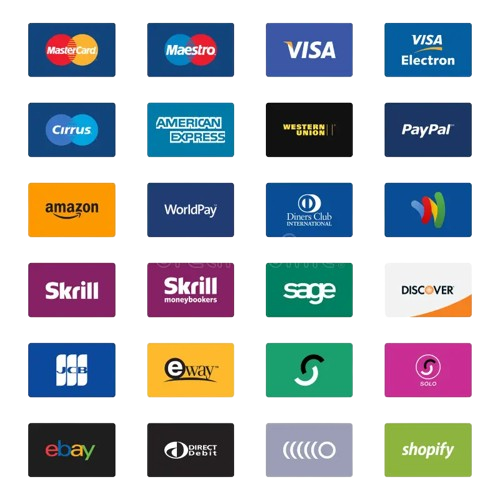 MasterCard
Maestro
VISA
VISA
Electron
Cirrus
AMERICAN
EXPRESS
WESTERN
UNION
PayPal
amazon
WorldPay
Diners Club
INTERNATIONAL
Skrill
Skrill
moneybookers
sage
DISCOVER
JCB
eway™
SOLO
ebay
DIRECT
Debit
shopify